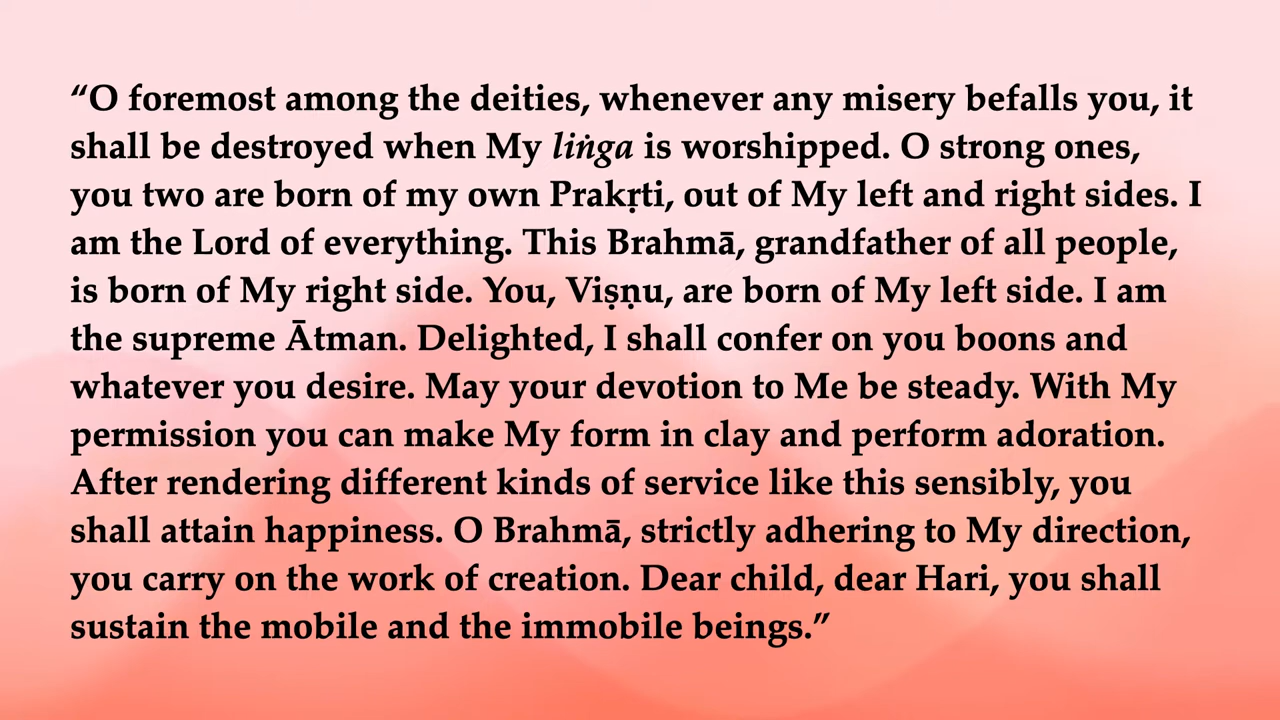 “O foremost among the deities, whenever any misery befalls you, it
shall be destroyed when My liṅga is worshipped. O strong ones,
you two are born of my own Prakṛti, out of My left and right sides. I
am the Lord of everything. This Brahmā, grandfather of all people,
is born of My right side. You, Viṣṇu, are born of My left side. I am
the supreme Ātman. Delighted, I shall confer on you boons and
whatever you desire. May your devotion to Me be steady. With My
permission you can make My form in clay and perform adoration.
After rendering different kinds of service like this sensibly, you
shall attain happiness. O Brahmā, strictly adhering to My direction,
you carry on the work of creation. Dear child, dear Hari, you shall
sustain the mobile and the immobile beings.”